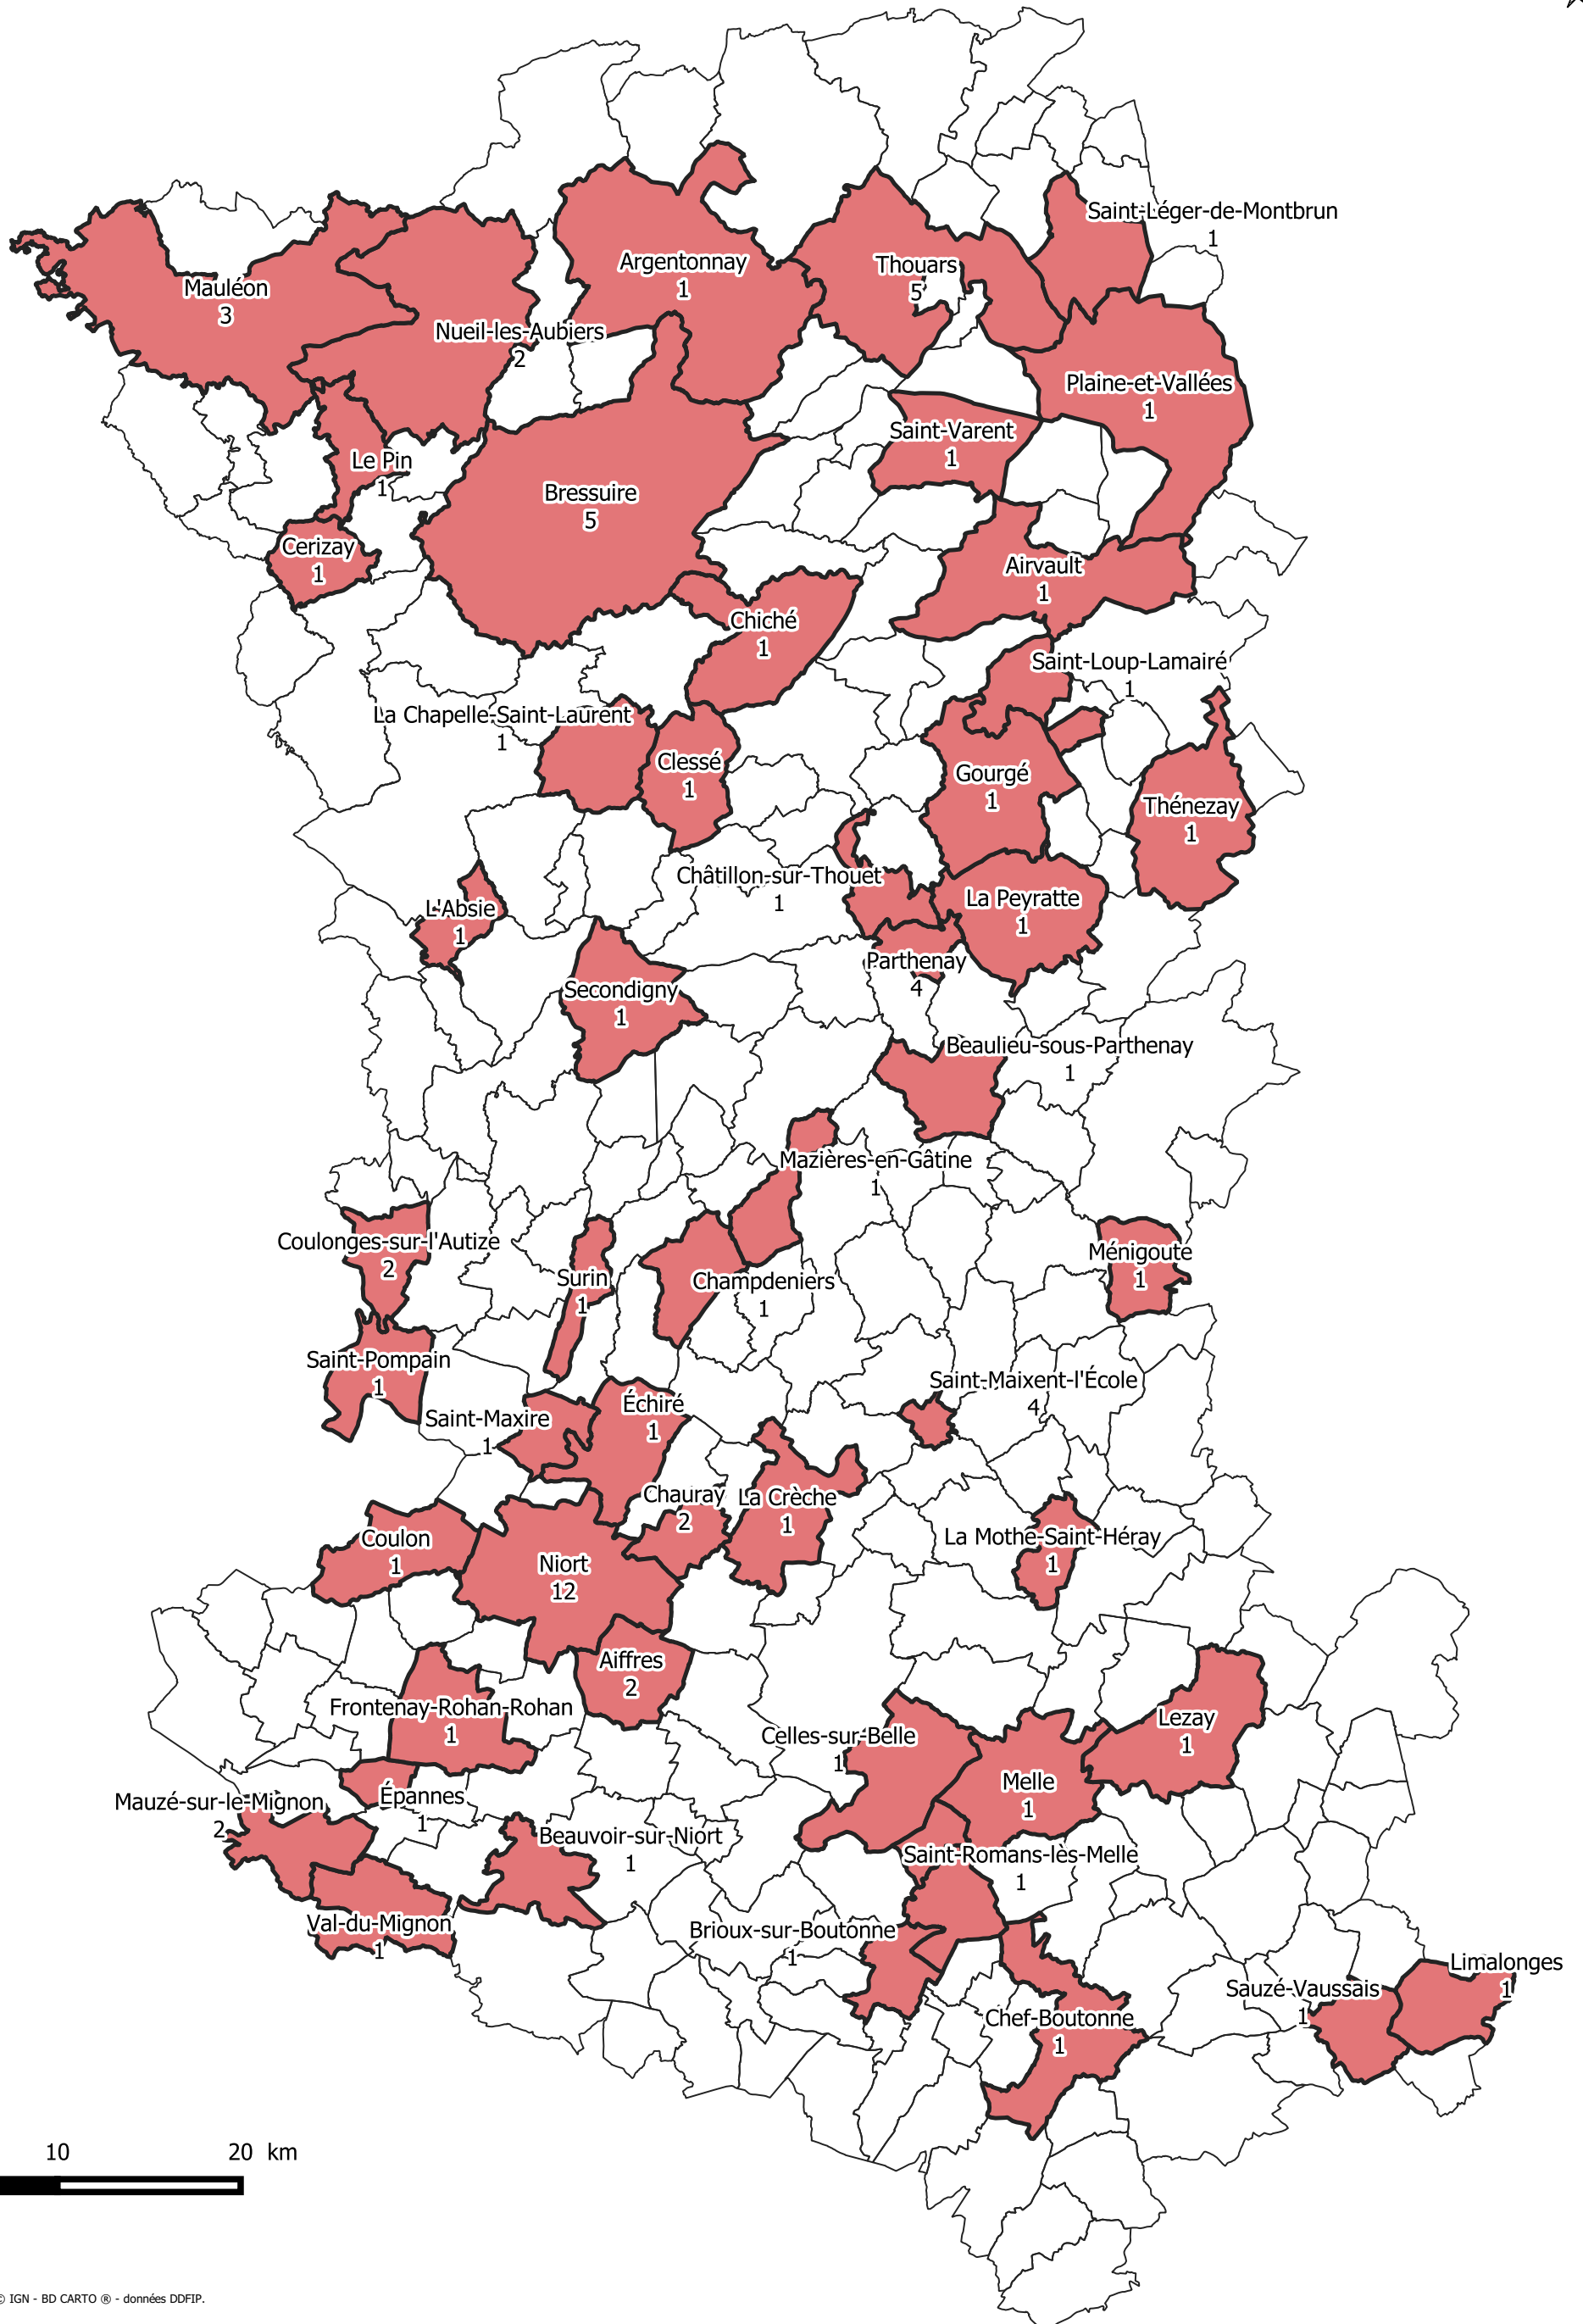 Saint-Léger-de-Montbrun
1
Argentonnay
1
Thouars
5
Mauléon
3
Nueil-les-Aubiers
2
Plaine-et-Vallées
1
Saint-Varent
1
Le Pin
1
Bressuire
5
Cerizay
1
Airvault
1
Chiché
1
Saint-Loup-Lamairé
1
La Chapelle-Saint-Laurent
1
Clessé
1
Gourgé
1
Thénezay
1
Châtillon-sur-Thouet
1
La Peyratte
1
L'Absie
1
Parthenay
4
Secondigny
1
Beaulieu-sous-Parthenay
1
Mazières-en-Gâtine
1
Coulonges-sur-l'Autize
2
Ménigoute
1
Surin
1
Champdeniers
1
Saint-Pompain
1
Saint-Maixent-l'École
4
Échiré
1
Saint-Maxire
1
Chauray
2
La Crèche
1
Coulon
1
La Mothe-Saint-Héray
1
Niort
12
Aiffres
2
Frontenay-Rohan-Rohan
1
Lezay
1
Celles-sur-Belle
1
Melle
1
Épannes
1
Mauzé-sur-le-Mignon
2
Beauvoir-sur-Niort
1
Saint-Romans-lès-Melle
1
Val-du-Mignon
1
Brioux-sur-Boutonne
1
Limalonges
1
Sauzé-Vaussais
1
Chef-Boutonne
1
10 20 km
© IGN - BD CARTO ® - données DDFIP.